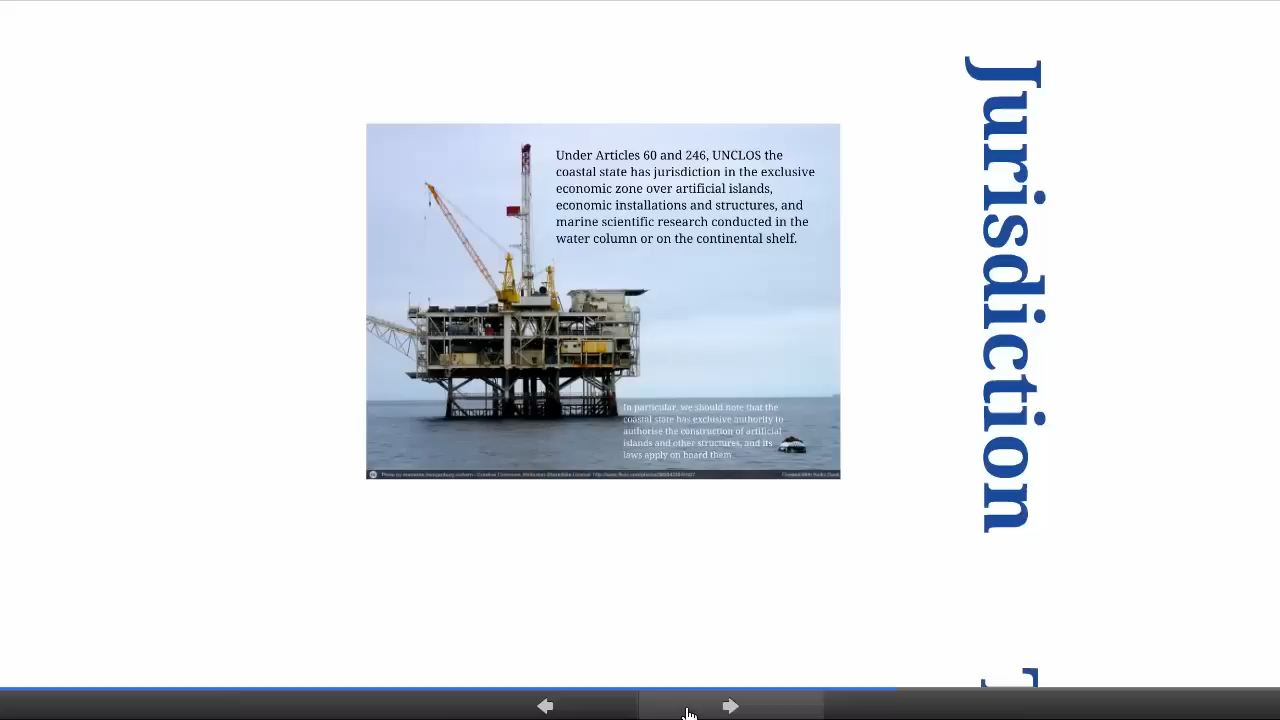 Under Articles 60 and 246, UNCLOS the
coastal state has jurisdiction in the exclusive
economic zone over artificial islands,
economic installations and structures, and
marine scientific research conducted in the
water column or on the continental shelf.
In particular, we should note that the
coastal state has exclusive authority to
authorise the construction of artificial
islands and other structures, and its
laws apply on board them.
Jurisdiction